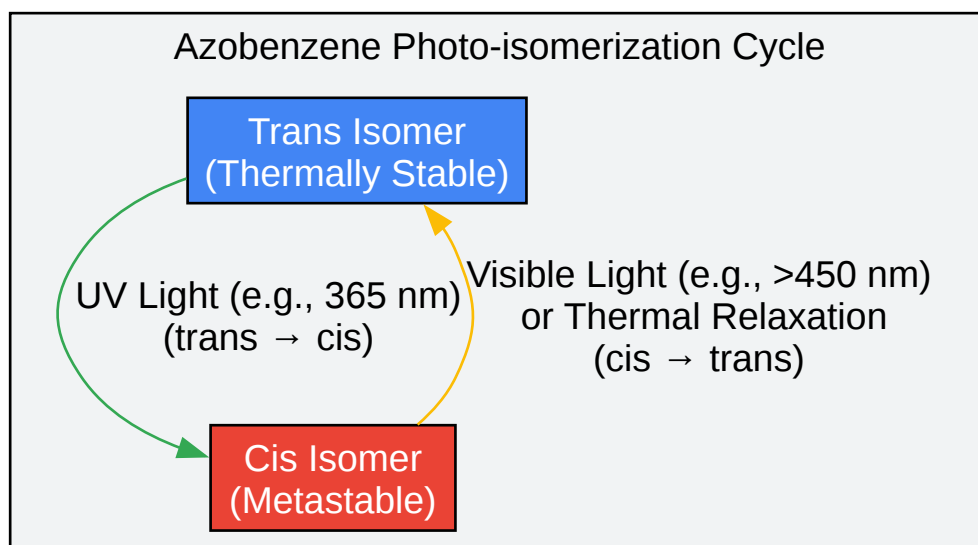 Azobenzene Photo-isomerization Cycle
Trans Isomer
(Thermally Stable)
UV Light (e.g., 365 nm)
(trans → cis)
Visible Light (e.g., >450 nm)
or Thermal Relaxation
(cis → trans)
Cis Isomer
(Metastable)